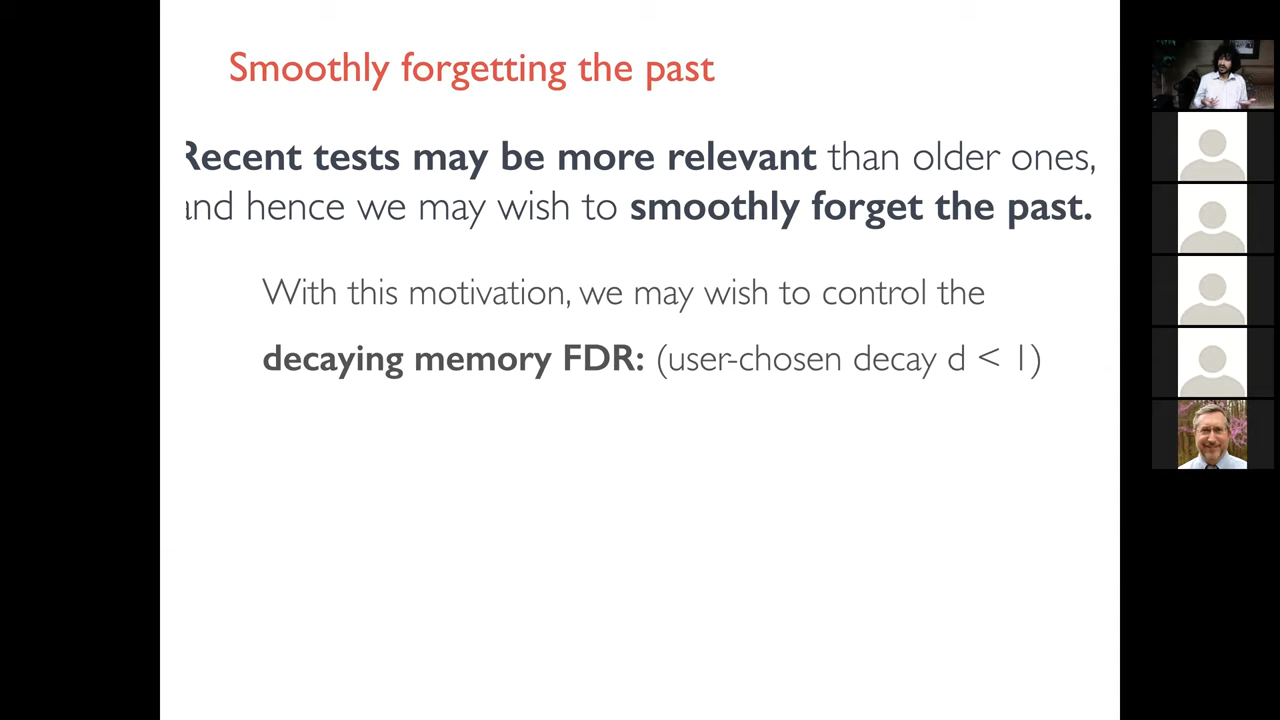 Smoothly forgetting the past
Recent tests may be more relevant than older ones,
and hence we may wish to smoothly forget the past.
With this motivation, we may wish to control the
decaying memory FDR: (user-chosen decay d < 1)